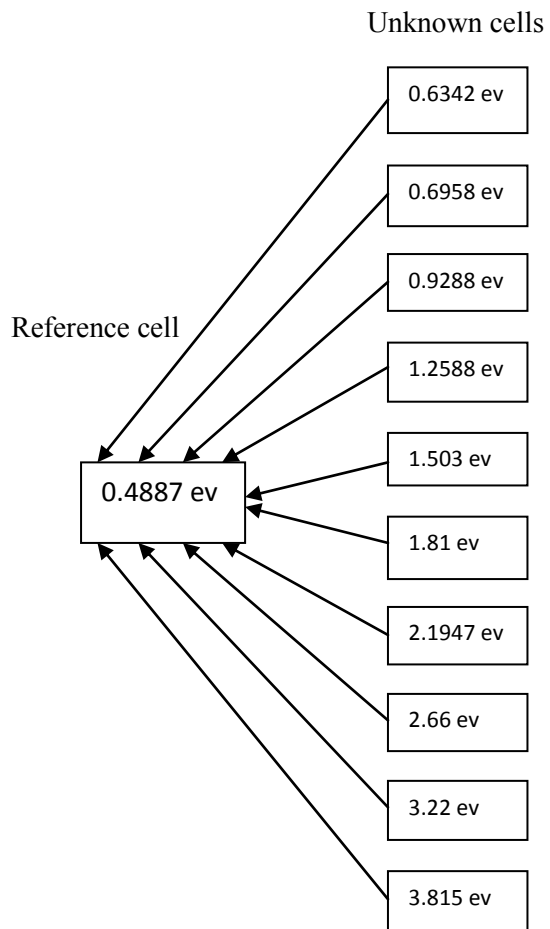 Unknown cells
0.6342 ev
0.6958 ev
0.9288 ev
Reference cell
1.2588 ev
1.503 ev
0.4887 ev
1.81 ev
2.1947 ev
2.66 ev
3.22 ev
3.815 ev